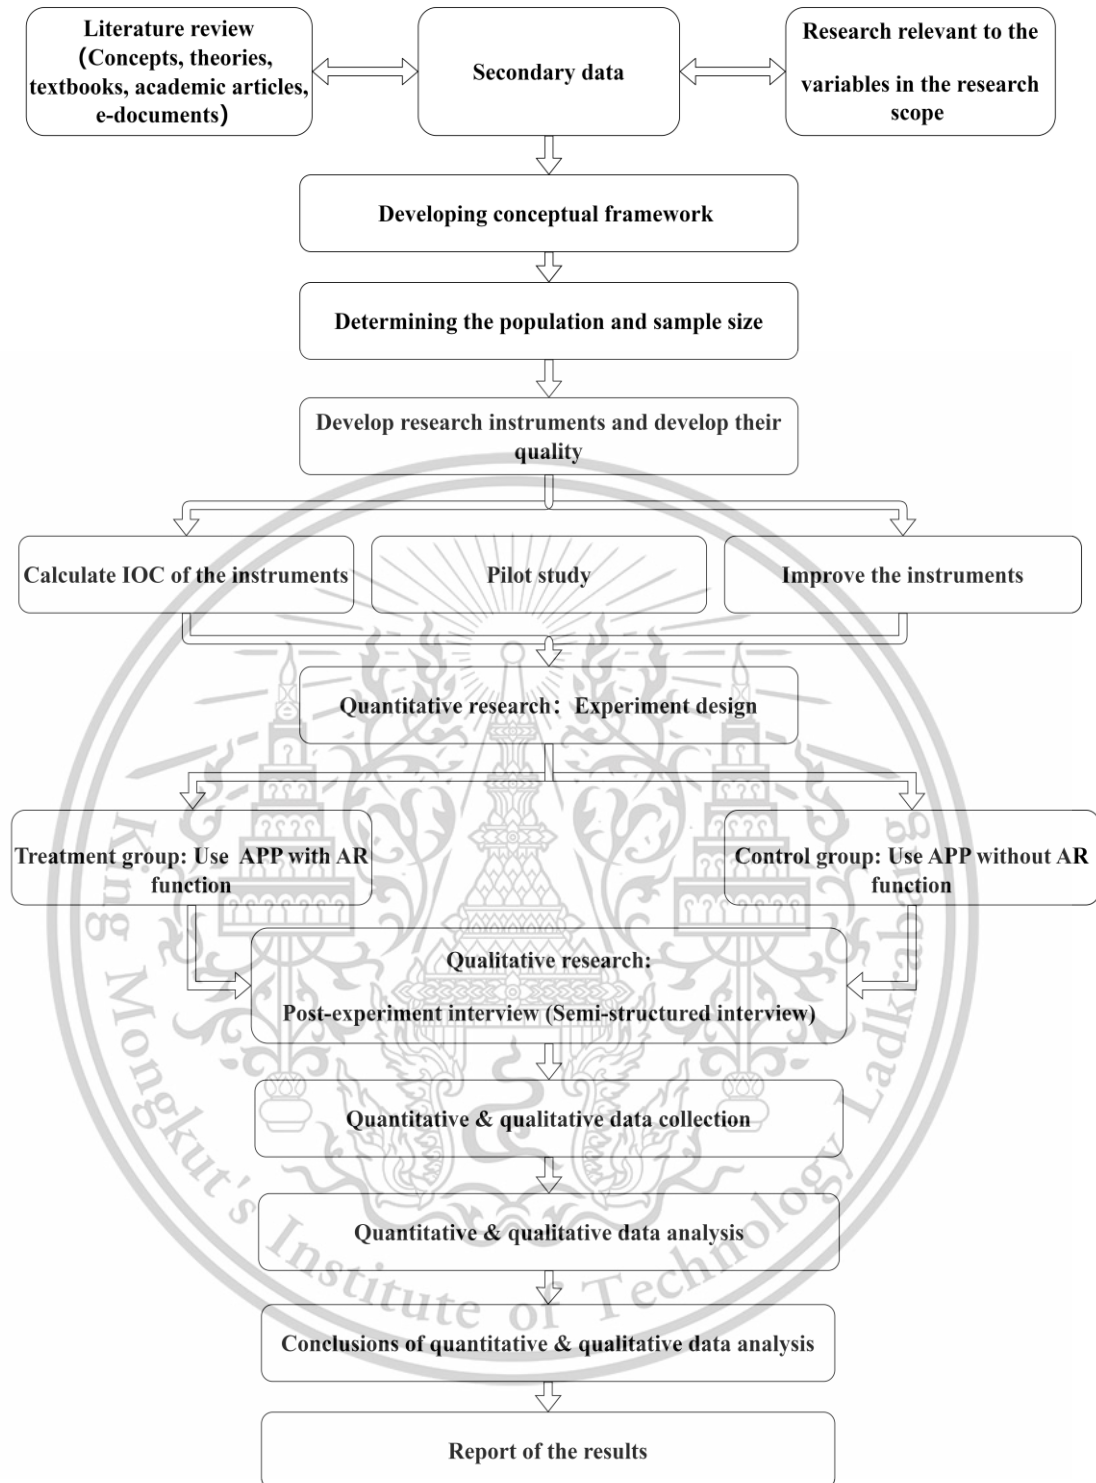 Literature review
(Concepts, theories,
textbooks, academic articles,
e-documents)
Secondary data
Research relevant to the
variables in the research
scope
Developing conceptual framework
Determining the population and sample size
Develop research instruments and develop their
quality
Calculate IOC of the instruments
Pilot study
Improve the instruments
Quantitative research: Experiment design
Treatment group: Use APP with AR
function
Control group: Use APP without AR
function
Qualitative research:
Post-experiment interview (Semi-structured interview)
Quantitative & qualitative data collection
Quantitative & qualitative data analysis
Conclusions of quantitative & qualitative data analysis
Report of the results
King Mongkut's Institute of Technology Ladkrabang